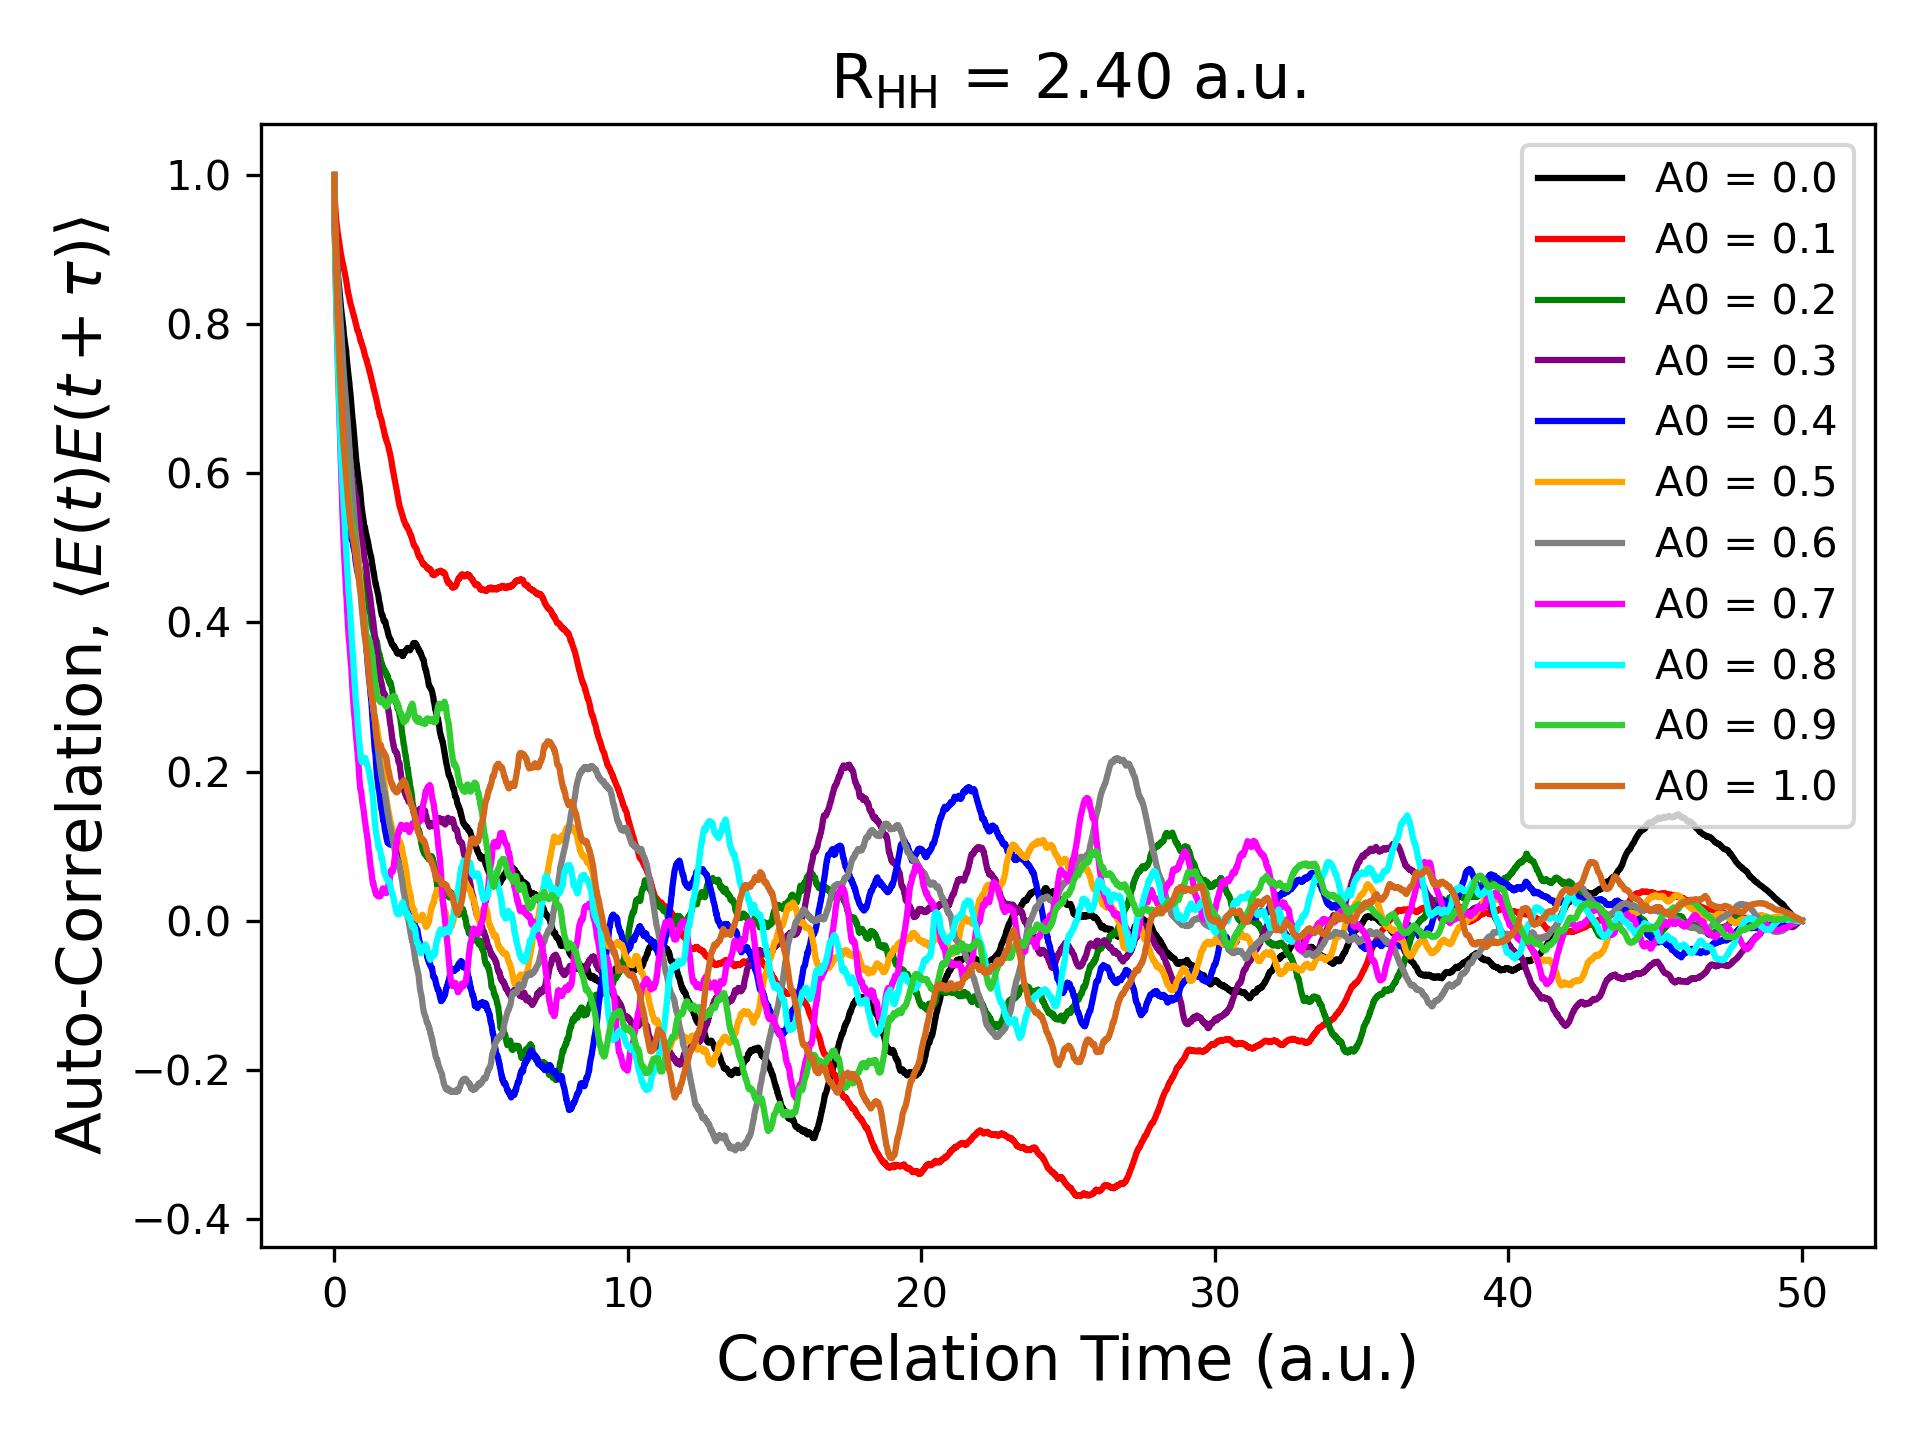 R_HH = 2.40 a.u.
Auto-Correlation, ⟨E(t)E(t + τ)⟩
1.0
0.8
0.6
0.4
0.2
0.0
−0.2
−0.4
A0 = 0.0
A0 = 0.1
A0 = 0.2
A0 = 0.3
A0 = 0.4
A0 = 0.5
A0 = 0.6
A0 = 0.7
A0 = 0.8
A0 = 0.9
A0 = 1.0
0 10 20 30 40 50
Correlation Time (a.u.)